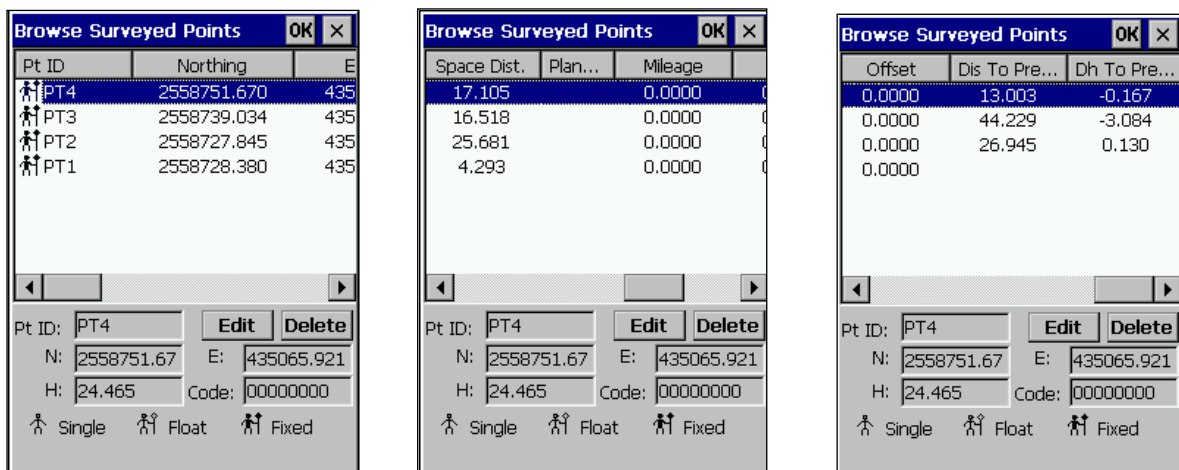 Browse Surveyed Points OK ×
Pt ID Northing E
PT4 2558751.670 435
PT3 2558739.034 435
PT2 2558727.845 435
PT1 2558728.380 435
Pt ID: PT4 Edit Delete
N: 2558751.67 E: 435065.921
H: 24.465 Code: 00000000
Single Float Fixed
Browse Surveyed Points OK ×
Space Dist. Plan... Mileage
17.105 0.0000
16.518 0.0000
25.681 0.0000
4.293 0.0000
Pt ID: PT4 Edit Delete
N: 2558751.67 E: 435065.921
H: 24.465 Code: 00000000
Single Float Fixed
Browse Surveyed Points OK ×
Offset Dis To Pre... Dh To Pre...
0.0000 13.003 -0.167
0.0000 44.229 -3.084
0.0000 26.945 0.130
0.0000
Pt ID: PT4 Edit Delete
N: 2558751.67 E: 435065.921
H: 24.465 Code: 00000000
Single Float Fixed